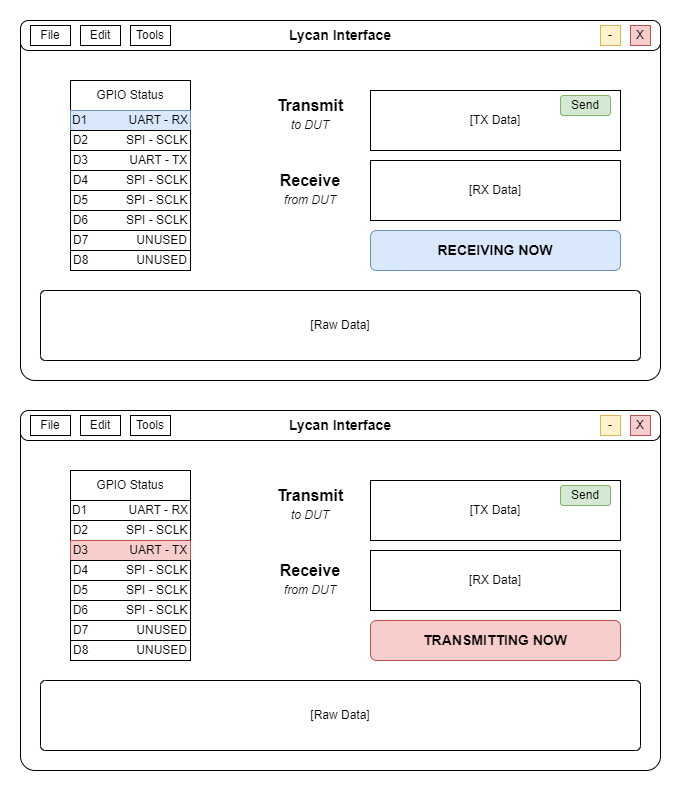 File Edit Tools Lycan Interface - X
GPIO Status
D1 UART - RX
D2 SPI - SCLK
D3 UART - TX
D4 SPI - SCLK
D5 SPI - SCLK
D6 SPI - SCLK
D7 UNUSED
D8 UNUSED
Transmit
to DUT
Send
[TX Data]
Receive
from DUT
[RX Data]
RECEIVING NOW
[Raw Data]
File Edit Tools Lycan Interface - X
GPIO Status
D1 UART - RX
D2 SPI - SCLK
D3 UART - TX
D4 SPI - SCLK
D5 SPI - SCLK
D6 SPI - SCLK
D7 UNUSED
D8 UNUSED
Transmit
to DUT
Send
[TX Data]
Receive
from DUT
[RX Data]
TRANSMITTING NOW
[Raw Data]